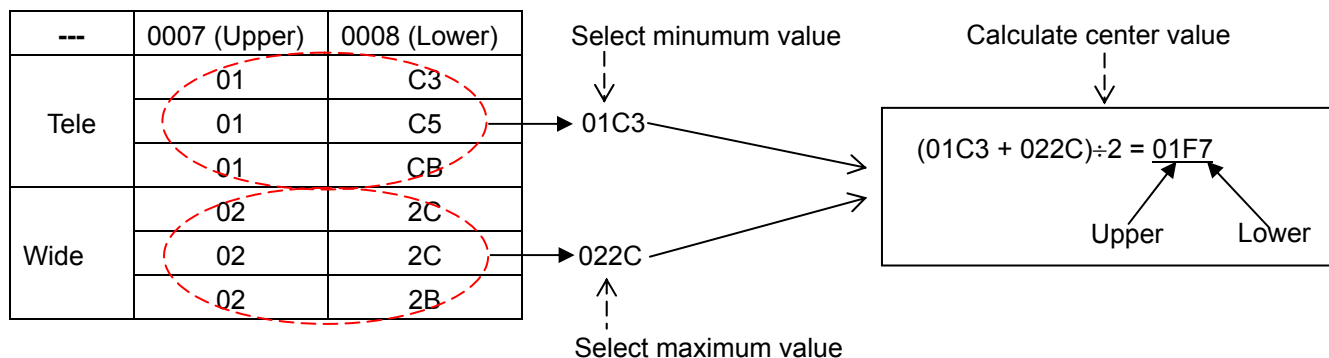 --- 0007 (Upper) 0008 (Lower)
Tele 01 C3
01 C5
01 CB
Wide 02 2C
02 2C
02 2B
Select minumum value
01C3
022C
Select maximum value
Calculate center value
(01C3 + 022C)÷2 = 01F7
Upper Lower